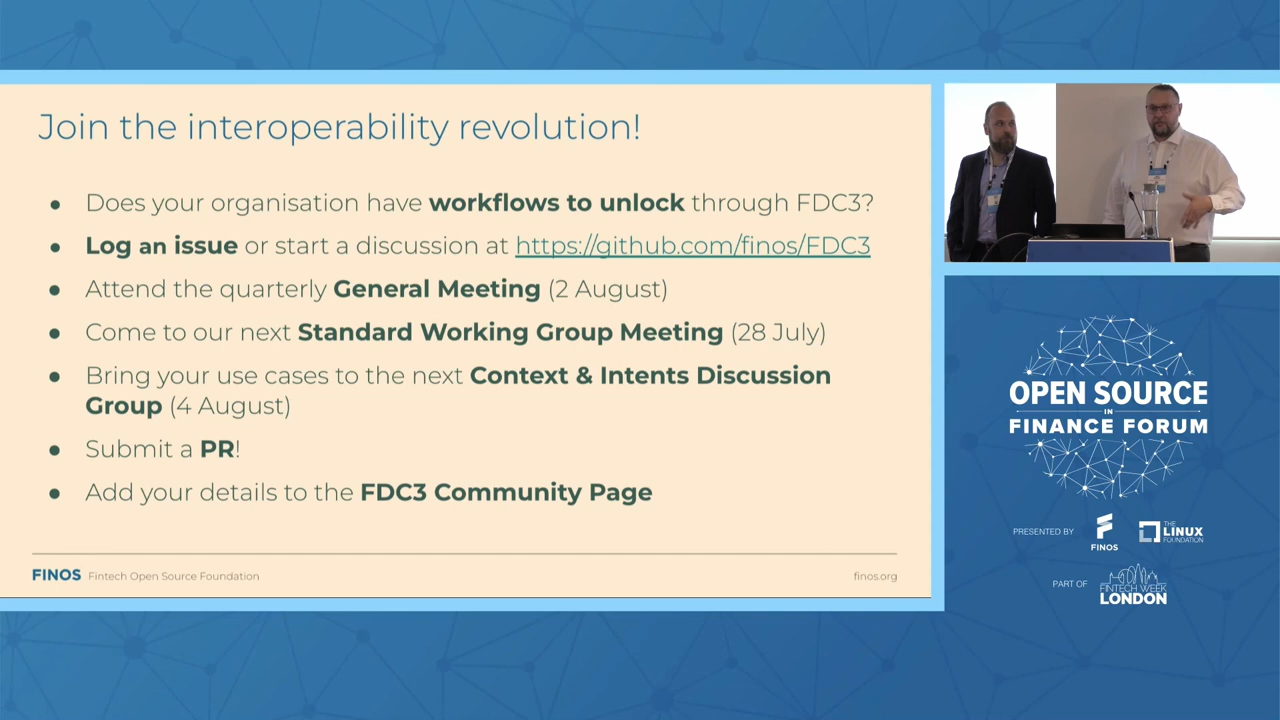 Join the interoperability revolution!
● Does your organisation have workflows to unlock through FDC3?
● Log an issue or start a discussion at https://github.com/finos/FDC3
● Attend the quarterly General Meeting (2 August)
● Come to our next Standard Working Group Meeting (28 July)
● Bring your use cases to the next Context & Intents Discussion
Group (4 August)
● Submit a PR!
● Add your details to the FDC3 Community Page
FINOS Fintech Open Source Foundation
finos.org
OPEN SOURCE
IN
FINANCE FORUM
PRESENTED BY
FINOS
THE
LINUX
FOUNDATION
PART OF
FINTECH WEEK
LONDON